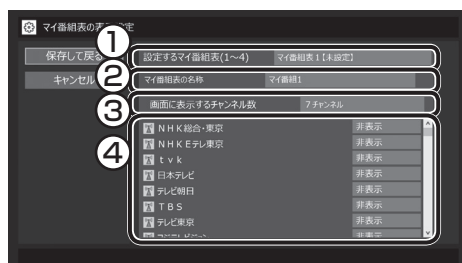 マイ番組表の表 定
保存して戻
キャンセル
① 設定するマイ番組表(1~4) マイ番組表1【未設定】
② マイ番組表の名称 マイ番組1
③ 画面に表示するチャンネル数 7チャンネル
④
NHK総合・東京 非表示
NHKEテレ東京 非表示
tvk 非表示
日本テレビ 非表示
テレビ朝日 非表示
TBS 非表示
テレビ東京 非表示